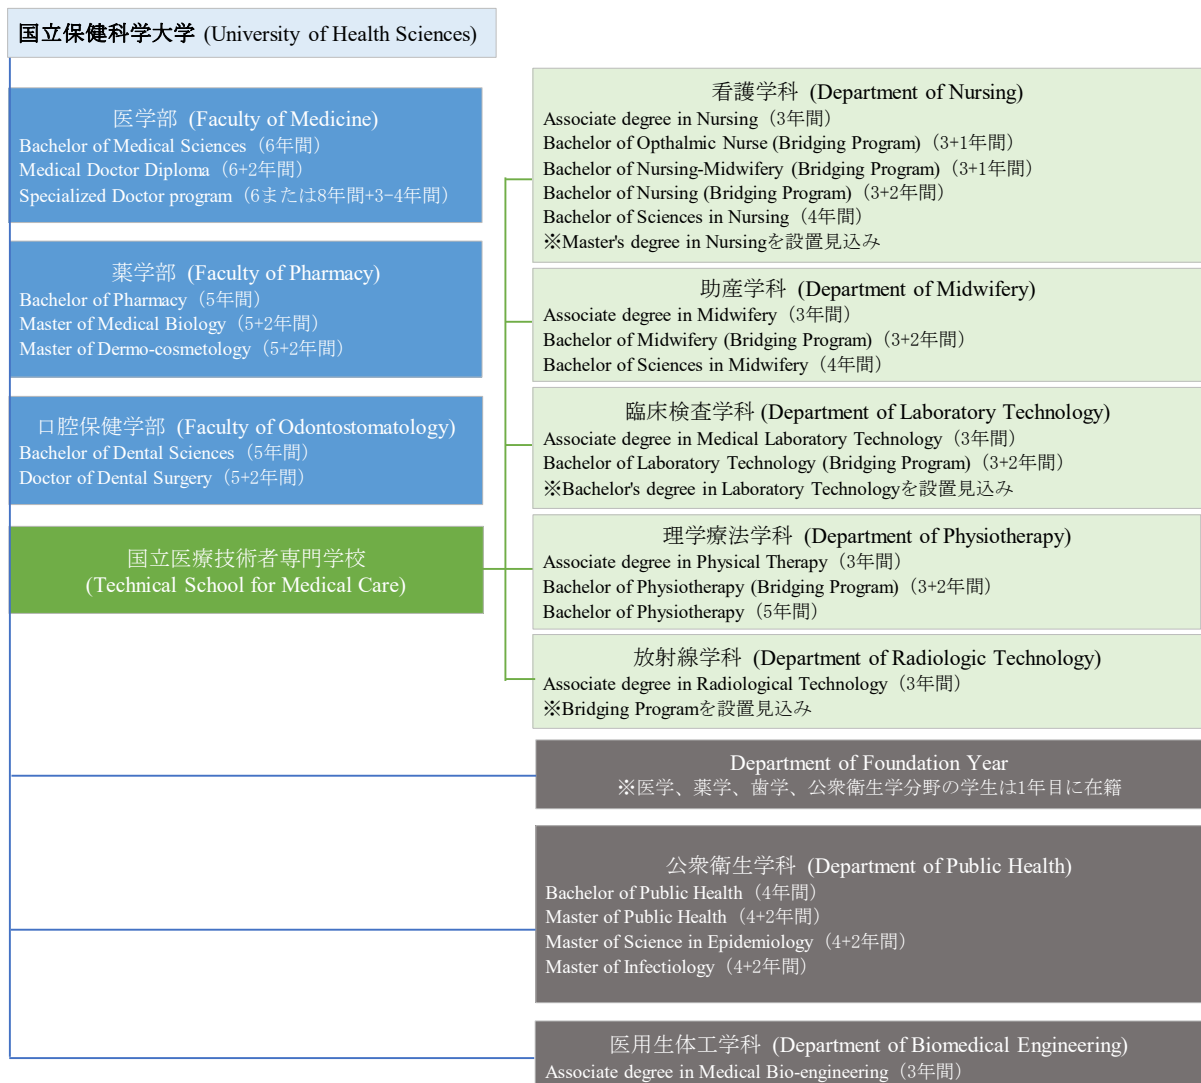 国立保健科学大学 (University of Health Sciences)
医学部 (Faculty of Medicine)
Bachelor of Medical Sciences（6年間）
Medical Doctor Diploma（6+2年間）
Specialized Doctor program（6または8年間+3-4年間）
薬学部 (Faculty of Pharmacy)
Bachelor of Pharmacy（5年間）
Master of Medical Biology（5+2年間）
Master of Dermo-cosmetology（5+2年間）
口腔保健学部 (Faculty of Odontostomatology)
Bachelor of Dental Sciences（5年間）
Doctor of Dental Surgery（5+2年間）
国立医療技術者専門学校
(Technical School for Medical Care)
看護学科 (Department of Nursing)
Associate degree in Nursing（3年間）
Bachelor of Opthalmic Nurse (Bridging Program)（3+1年間）
Bachelor of Nursing-Midwifery (Bridging Program)（3+1年間）
Bachelor of Nursing (Bridging Program)（3+2年間）
Bachelor of Sciences in Nursing（4年間）
※Master's degree in Nursingを設置見込み
助産学科 (Department of Midwifery)
Associate degree in Midwifery（3年間）
Bachelor of Midwifery (Bridging Program)（3+2年間）
Bachelor of Sciences in Midwifery（4年間）
臨床検査学科 (Department of Laboratory Technology)
Associate degree in Medical Laboratory Technology（3年間）
Bachelor of Laboratory Technology (Bridging Program)（3+2年間）
※Bachelor's degree in Laboratory Technologyを設置見込み
理学療法学科 (Department of Physiotherapy)
Associate degree in Physical Therapy（3年間）
Bachelor of Physiotherapy (Bridging Program)（3+2年間）
Bachelor of Physiotherapy（5年間）
放射線学科 (Department of Radiologic Technology)
Associate degree in Radiological Technology（3年間）
※Bridging Programを設置見込み
Department of Foundation Year
※医学、薬学、歯学、公衆衛生学分野の学生は1年目に在籍
公衆衛生学科 (Department of Public Health)
Bachelor of Public Health（4年間）
Master of Public Health（4+2年間）
Master of Science in Epidemiology（4+2年間）
Master of Infectiology（4+2年間）
医用生体工学科 (Department of Biomedical Engineering)
Associate degree in Medical Bio-engineering（3年間）